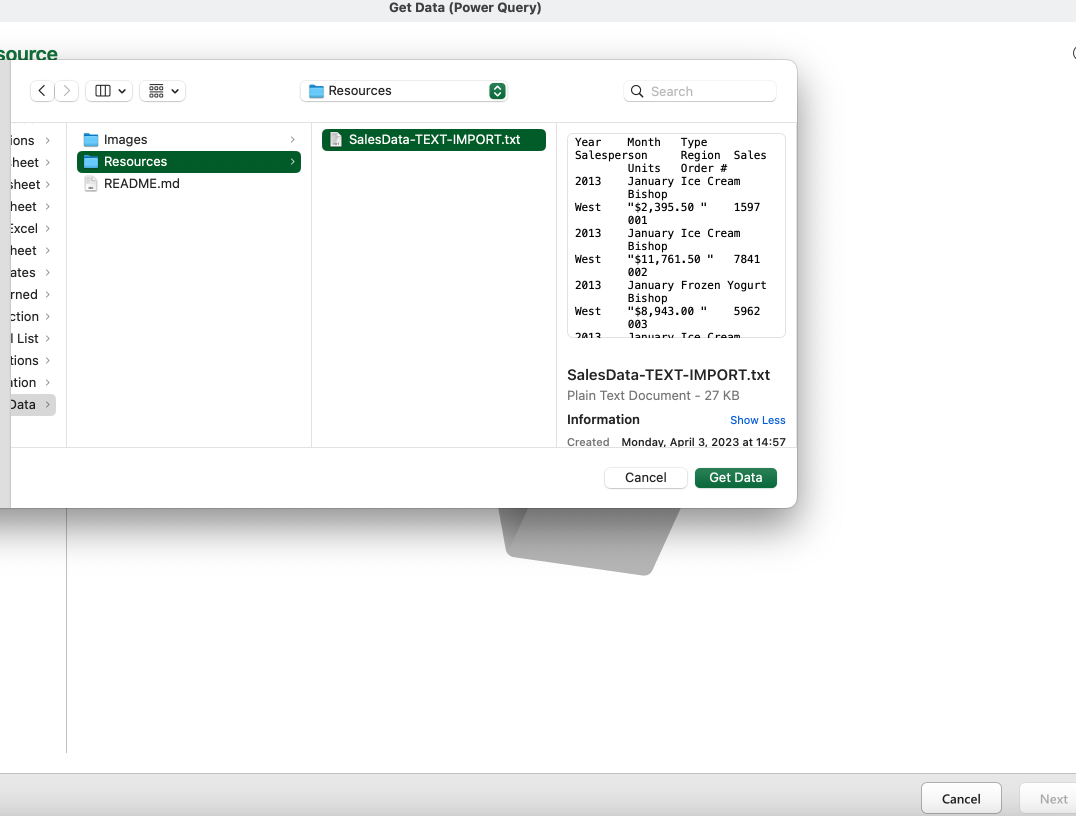 Get Data (Power Query)
source
Resources
Search
ions
heet
sheet
heet
Excel
heet
ates
rned
ction
l List
tions
ation
Data
Images
Resources
README.md
SalesData-TEXT-IMPORT.txt
Year Month Type
Salesperson Region Sales
Units Order #
2013 January Ice Cream
Bishop
West "$2,395.50 " 1597
001
2013 January Ice Cream
Bishop
West "$11,761.50 " 7841
002
2013 January Frozen Yogurt
Bishop
West "$8,943.00 " 5962
003
2013 January Ice Cream
SalesData-TEXT-IMPORT.txt
Plain Text Document - 27 KB
Information Show Less
Created Monday, April 3, 2023 at 14:57
Cancel Get Data
Cancel Next